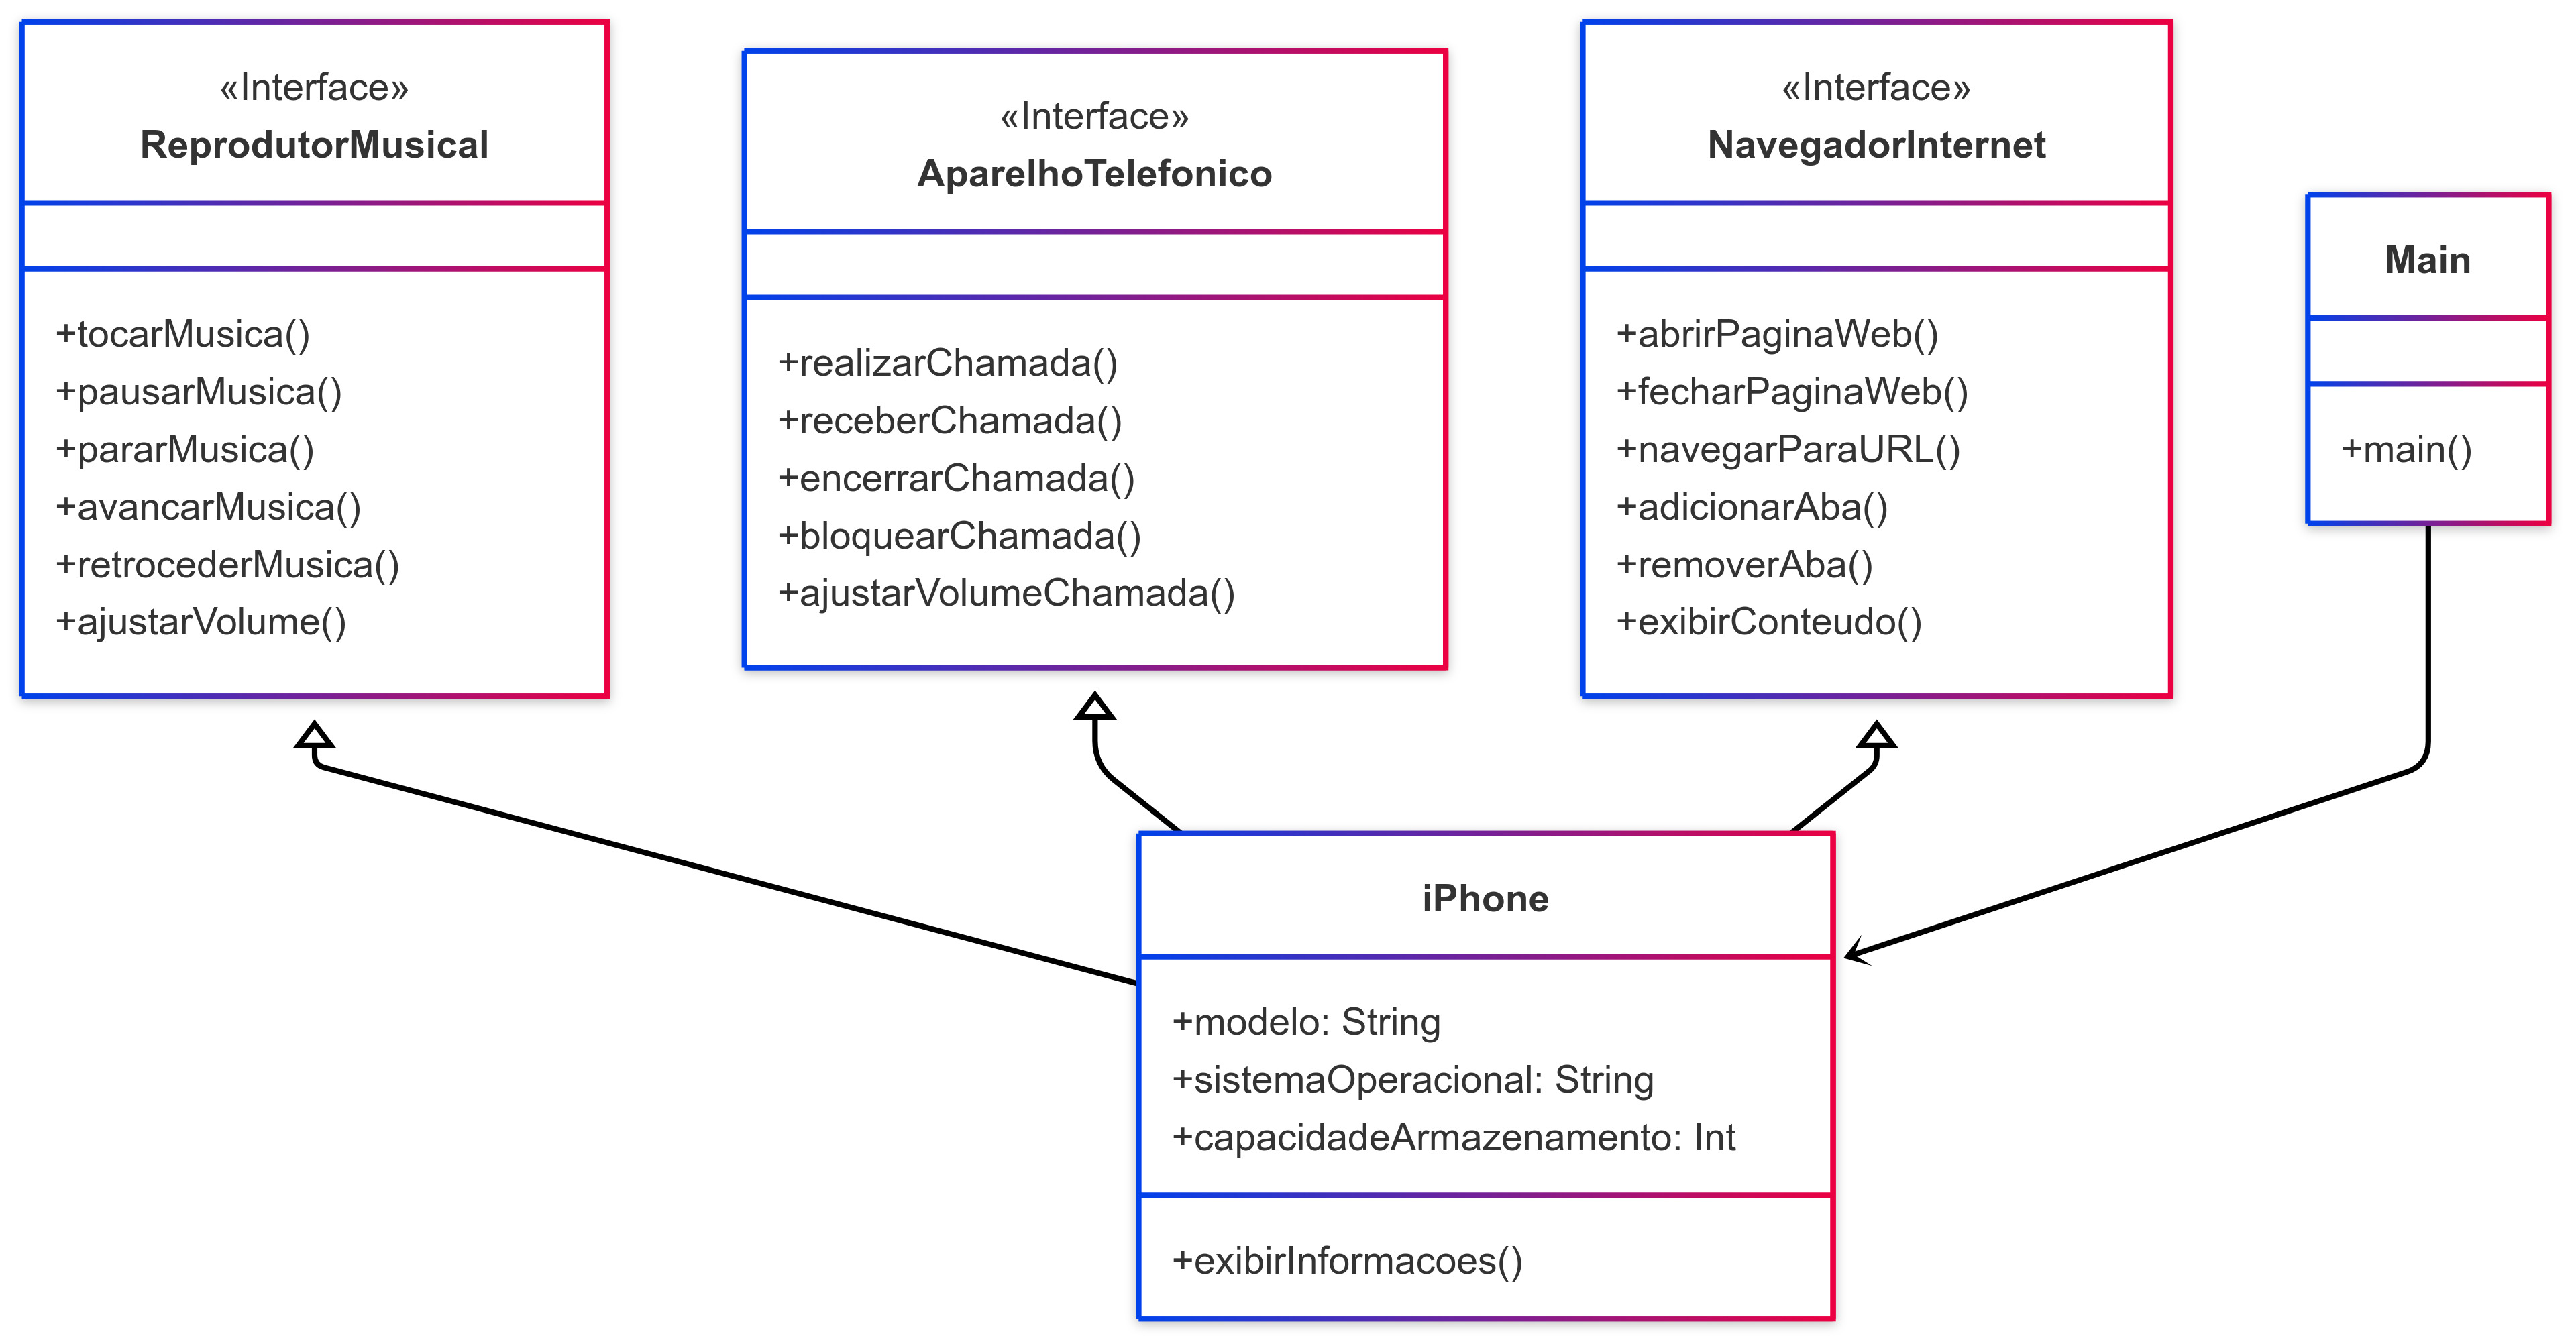 «Interface»
ReprodutorMusical
+tocarMusica()
+pausarMusica()
+pararMusica()
+avancarMusica()
+retrocederMusica()
+ajustarVolume()
«Interface»
AparelhoTelefonico
+realizarChamada()
+receberChamada()
+encerrarChamada()
+bloquearChamada()
+ajustarVolumeChamada()
«Interface»
NavegadorInternet
+abrirPaginaWeb()
+fecharPaginaWeb()
+navegarParaURL()
+adicionarAba()
+removerAba()
+exibirConteudo()
Main
+main()
iPhone
+modelo: String
+sistemaOperacional: String
+capacidadeArmazenamento: Int
+exibirInformacoes()